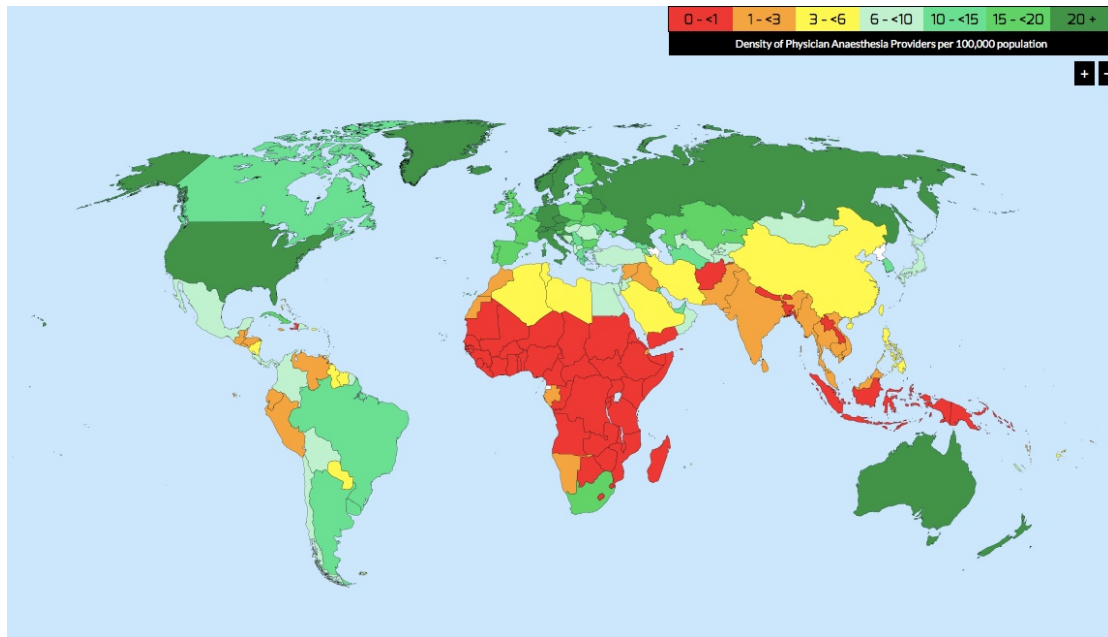 0 - <1 1 - <3 3 - <6 6 - <10 10 - <15 15 - <20 20 +
Density of Physician Anaesthesia Providers per 100,000 population
+ -